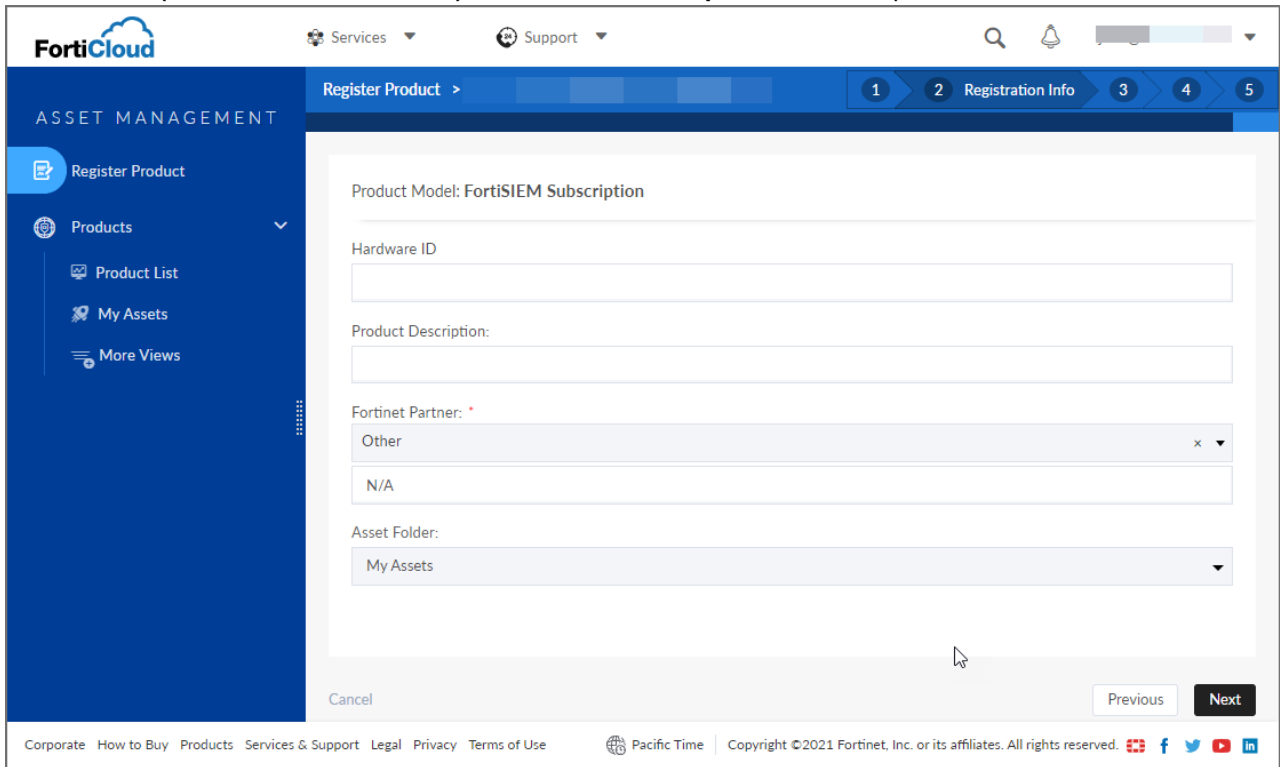 FortiCloud
Services
Support
ASSET MANAGEMENT
Register Product
Products
Product List
My Assets
More Views
Register Product >
1 2 Registration Info 3 4 5
Product Model: FortiSIEM Subscription
Hardware ID
Product Description:
Fortinet Partner: *
Other
N/A
Asset Folder:
My Assets
Cancel
Previous
Next
Corporate How to Buy Products Services & Support Legal Privacy Terms of Use Pacific Time Copyright ©2021 Fortinet, Inc. or its affiliates. All rights reserved.